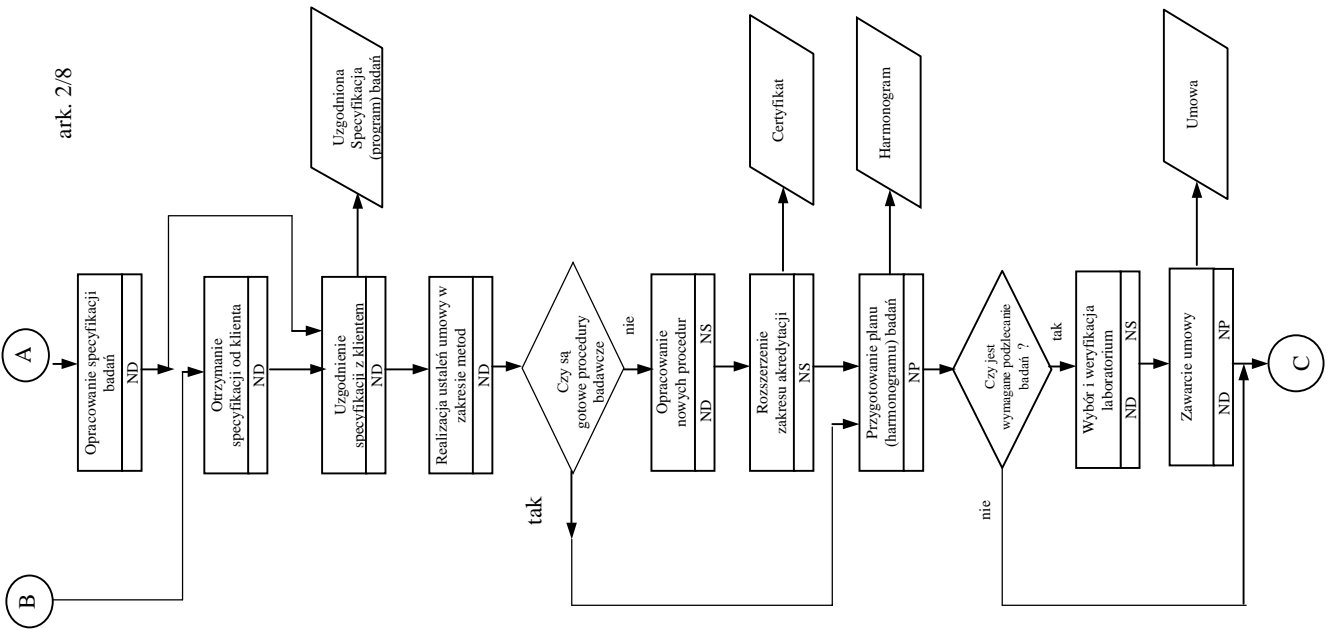 ark. 2/8
A
B
Opracowanie specyfikacji
badań
ND
Otrzymanie
specyfikacji od klienta
ND
Uzgodnienie
specyfikacji z klientem
ND
Uzgodniona
Specyfikacja
(program) badań
Realizacja ustaleń umowy w
zakresie metod
ND
Czy są
gotowe procedury
badawcze
tak
nie
Opracowanie
nowych procedur
ND NS
Rozszerzenie
zakresu akredytacji
NS
Certyfikat
Przygotowanie planu
(harmonogramu) badań
NP
Harmonogram
Czy jest
wymagane podzlecanie
badań ?
nie
tak
Wybór i weryfikacja
laboratorium
ND NS
Zawarcie umowy
ND NP
Umowa
C